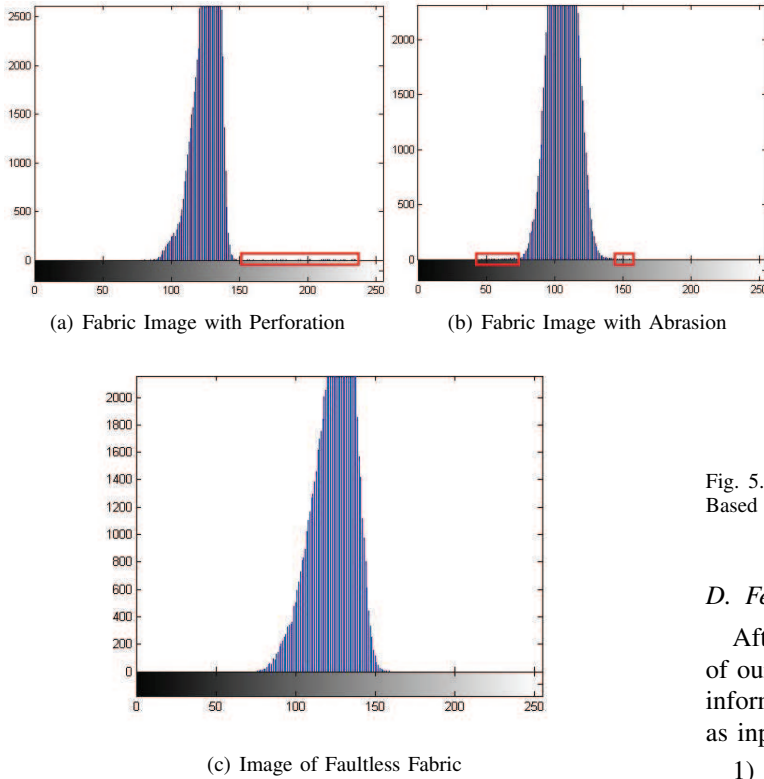 2500
2000
1500
1000
500
0
0 50 100 150 200 250
(a) Fabric Image with Perforation
2000
1500
1000
500
0
0 50 100 150 200 250
(b) Fabric Image with Abrasion
2000
1800
1600
1400
1200
1000
800
600
400
200
0
0 50 100 150 200 250
(c) Image of Faultless Fabric
Fig. 5.
Based
D. Fe
Aft
of ou
inform
as inp
1)